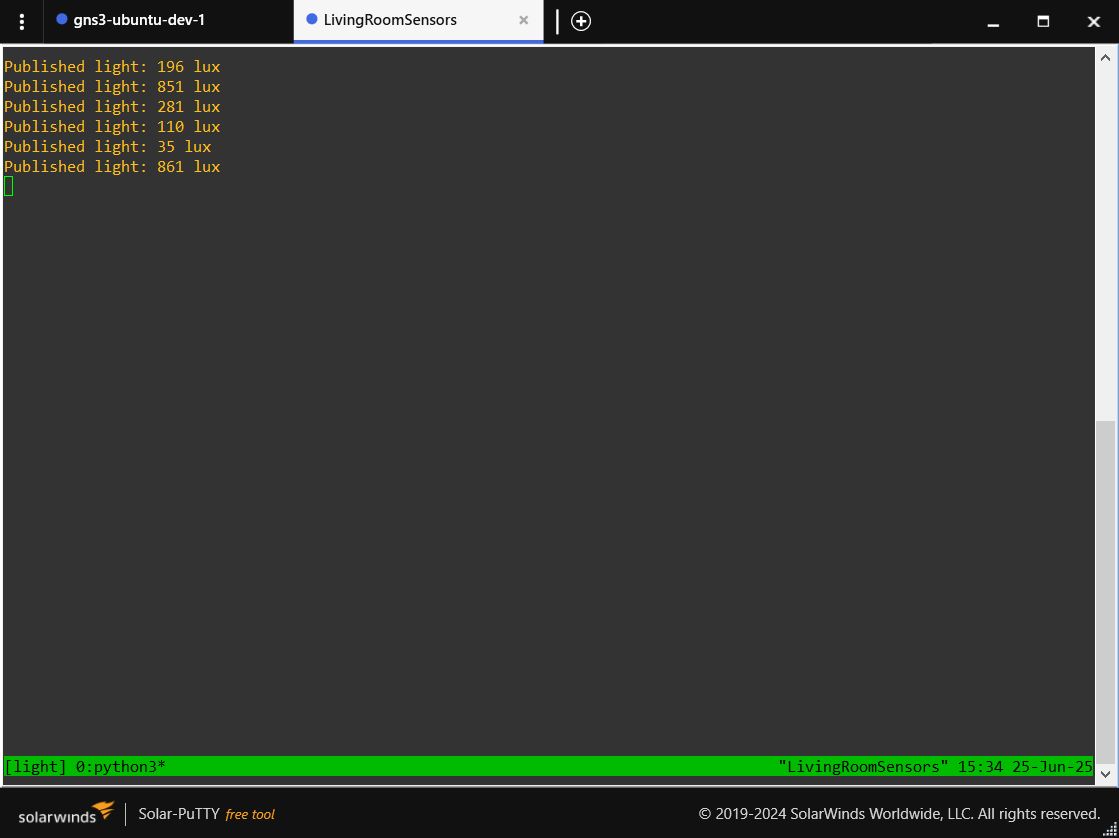 gns3-ubuntu-dev-1 LivingRoomSensors
Published light: 196 lux
Published light: 851 lux
Published light: 281 lux
Published light: 110 lux
Published light: 35 lux
Published light: 861 lux
[light] 0:python3* "LivingRoomSensors" 15:34 25-Jun-25
solarwinds Solar-PuTTY free tool © 2019-2024 SolarWinds Worldwide, LLC. All rights reserved.